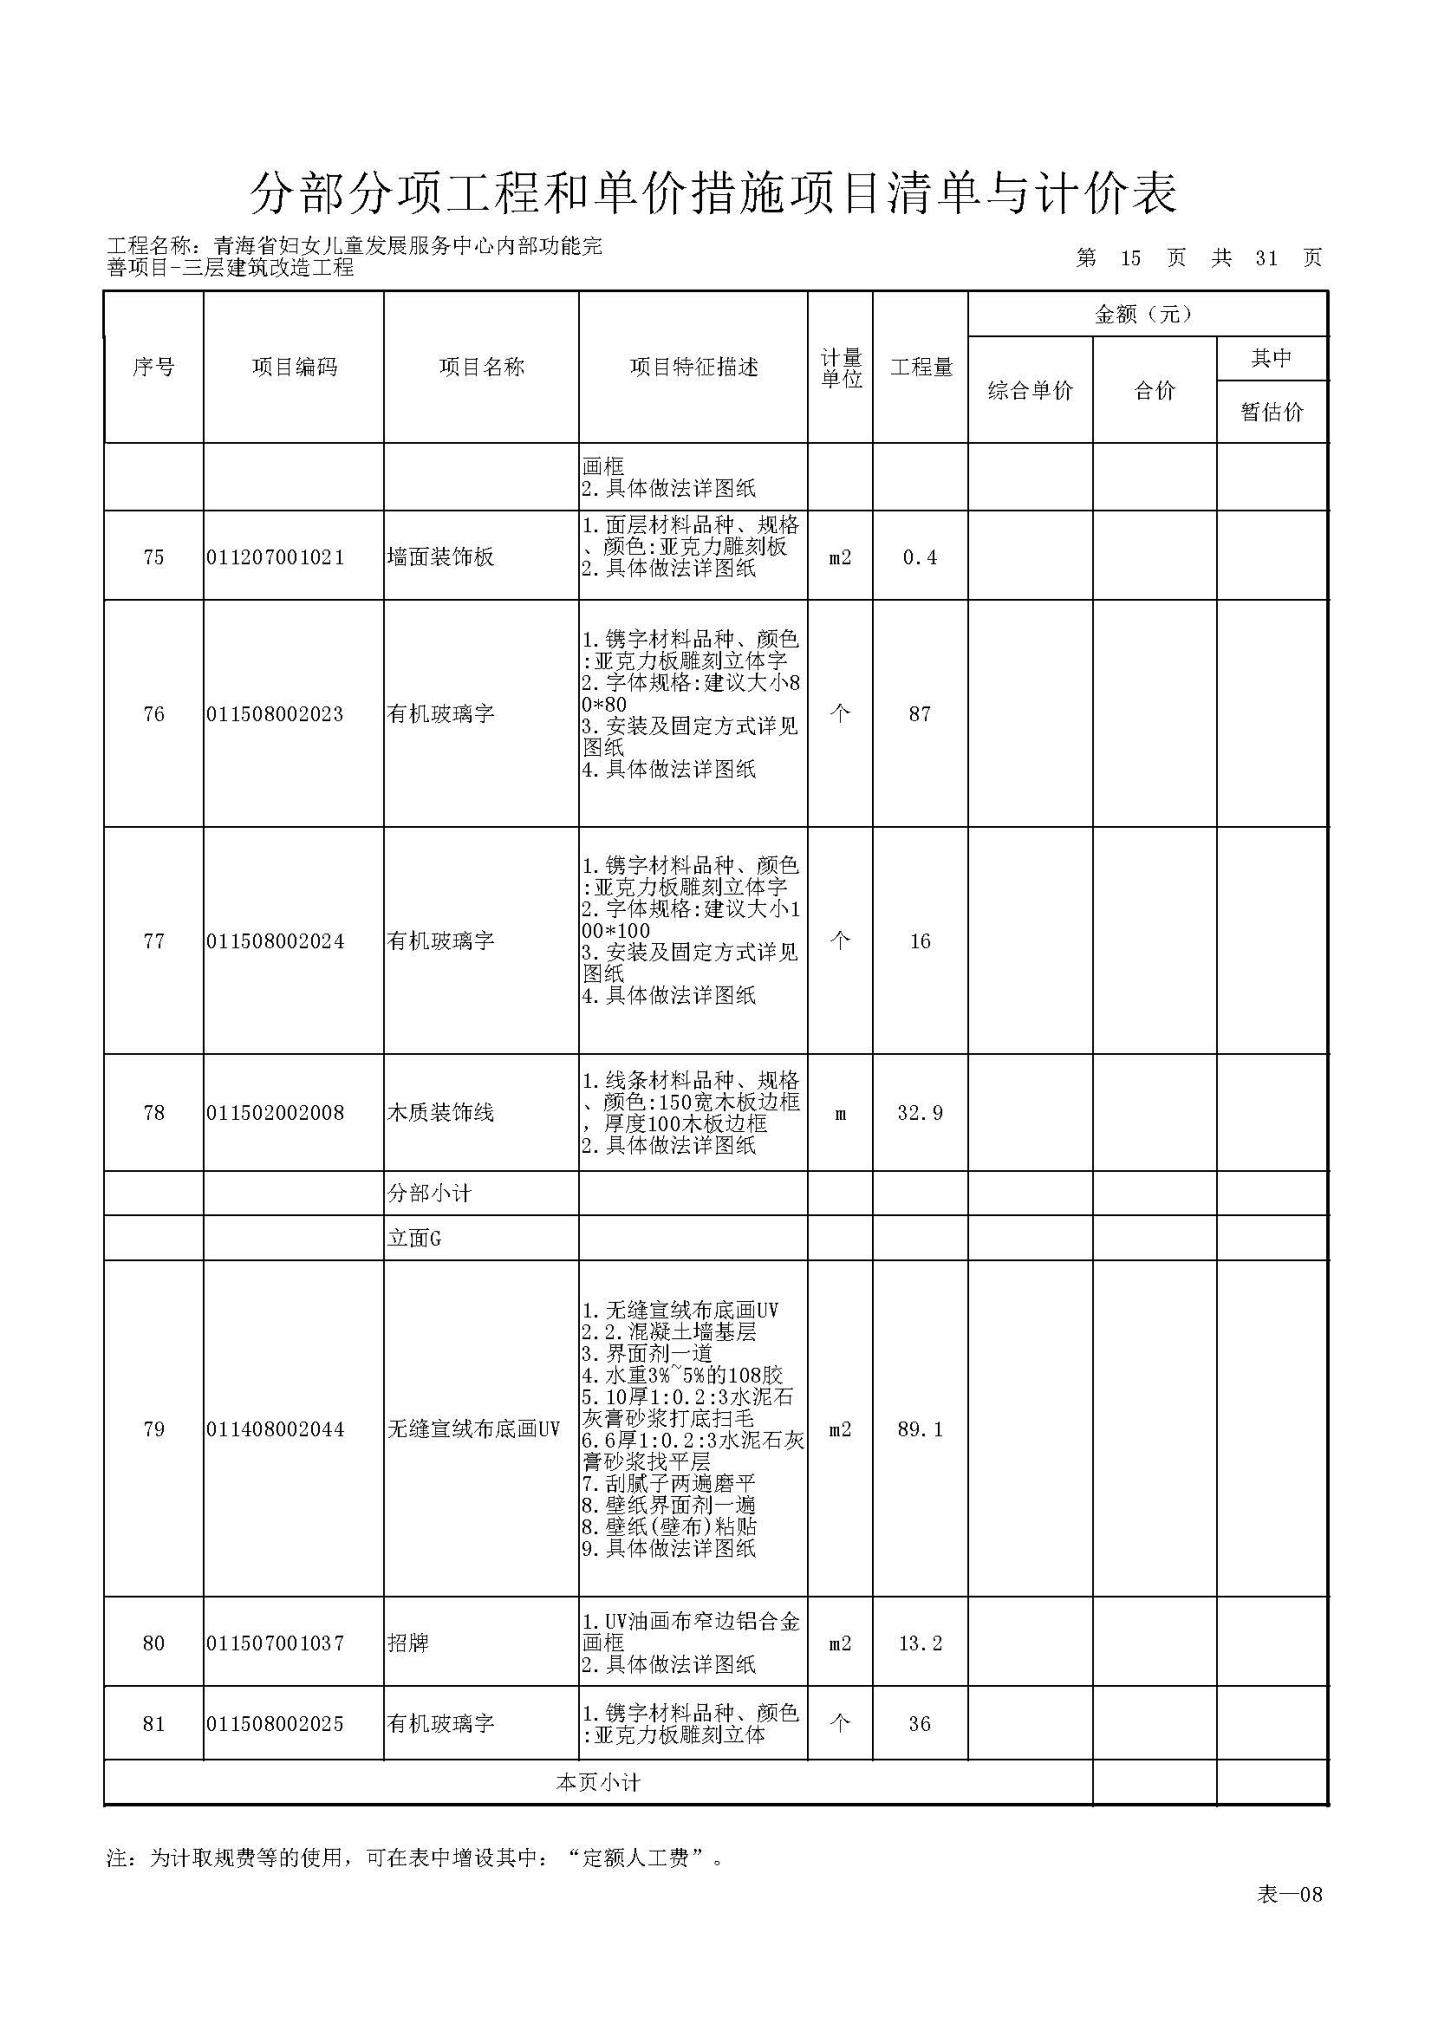 分部分项工程和单价措施项目清单与计价表
工程名称：青海省妇女儿童发展服务中心内部功能完
善项目-三层建筑改造工程
第 15 页 共 31 页
序号 项目编码 项目名称 项目特征描述 计量
单位 工程量 金额（元）
综合单价 合价 其中
暂估价
画框
2.具体做法详图纸
75 011207001021 墙面装饰板 1.面层材料品种、规格
、颜色:亚克力雕刻板
2.具体做法详图纸 m2 0.4
76 011508002023 有机玻璃字 1.镌字材料品种、颜色
:亚克力板雕刻立体字
2.字体规格:建议大小8
0*80
3.安装及固定方式详见
图纸
4.具体做法详图纸 个 87
77 011508002024 有机玻璃字 1.镌字材料品种、颜色
:亚克力板雕刻立体字
2.字体规格:建议大小1
00*100
3.安装及固定方式详见
图纸
4.具体做法详图纸 个 16
78 011502002008 木质装饰线 1.线条材料品种、规格
、颜色:150宽木板边框
，厚度100木板边框
2.具体做法详图纸 m 32.9
分部小计
立面G
79 011408002044 无缝宣绒布底画UV 1.无缝宣绒布底画UV
2.2.混凝土墙基层
3.界面剂一道
4.水重3%~5%的108胶
5.10厚1:0.2:3水泥石
灰膏砂浆打底扫毛
6.6厚1:0.2:3水泥石灰
膏砂浆找平层
7.刮腻子两遍磨平
8.壁纸界面剂一遍
8.壁纸(壁布)粘贴
9.具体做法详图纸 m2 89.1
80 011507001037 招牌 1.UV油画布窄边铝合金
画框
2.具体做法详图纸 m2 13.2
81 011508002025 有机玻璃字 1.镌字材料品种、颜色
:亚克力板雕刻立体 个 36
本页小计
注：为计取规费等的使用，可在表中增设其中：“定额人工费”。
表—08